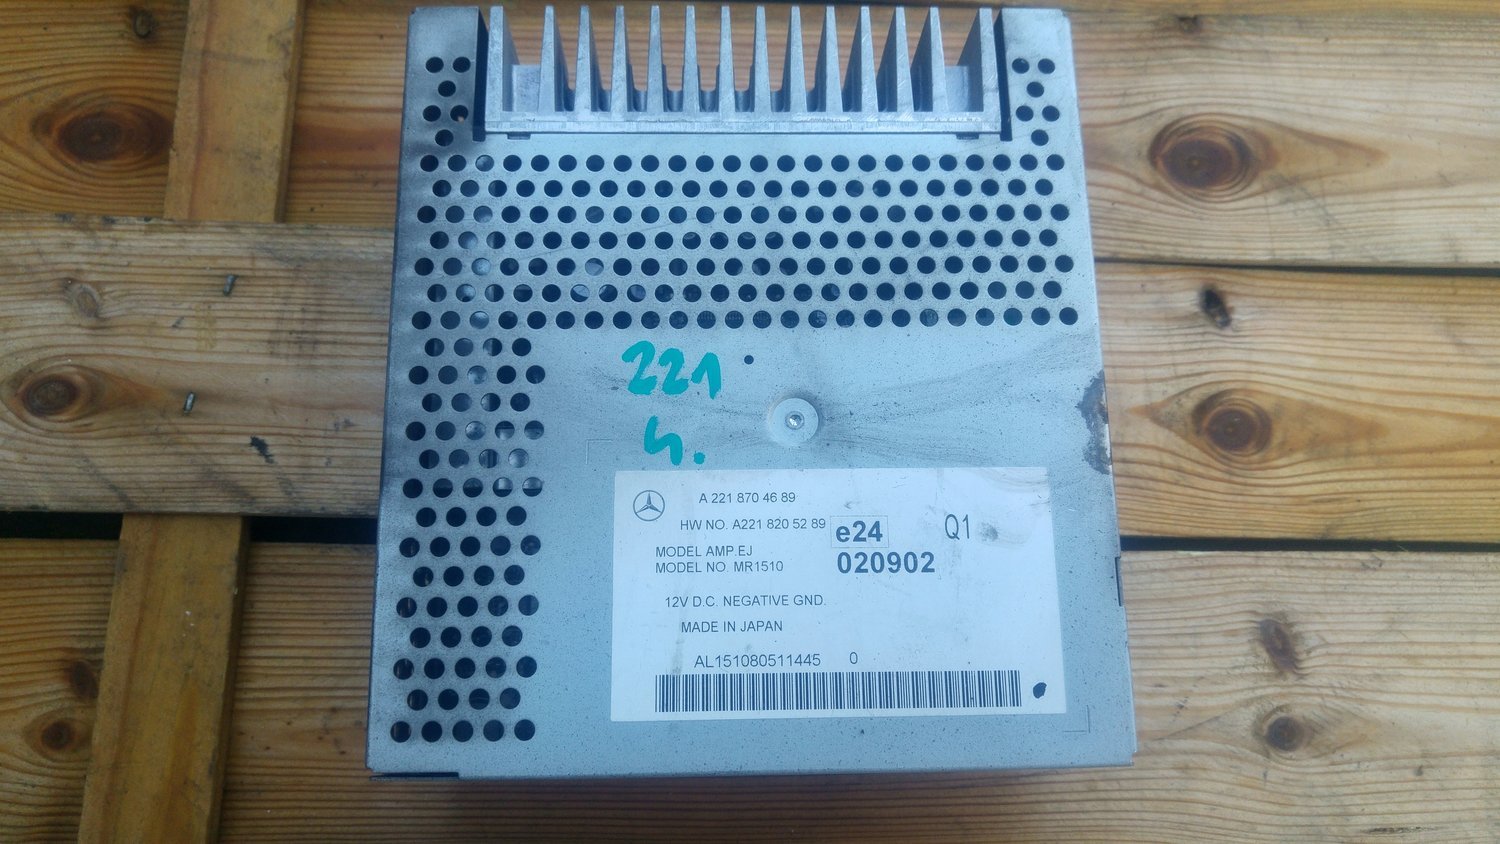 221
4.
A 221 870 46 89
HW NO. A221 820 52 89
e24
Q1
MODEL AMP.EJ
MODEL NO. MR1510
020902
12V D.C. NEGATIVE GND.
MADE IN JAPAN
AL151080511445 0